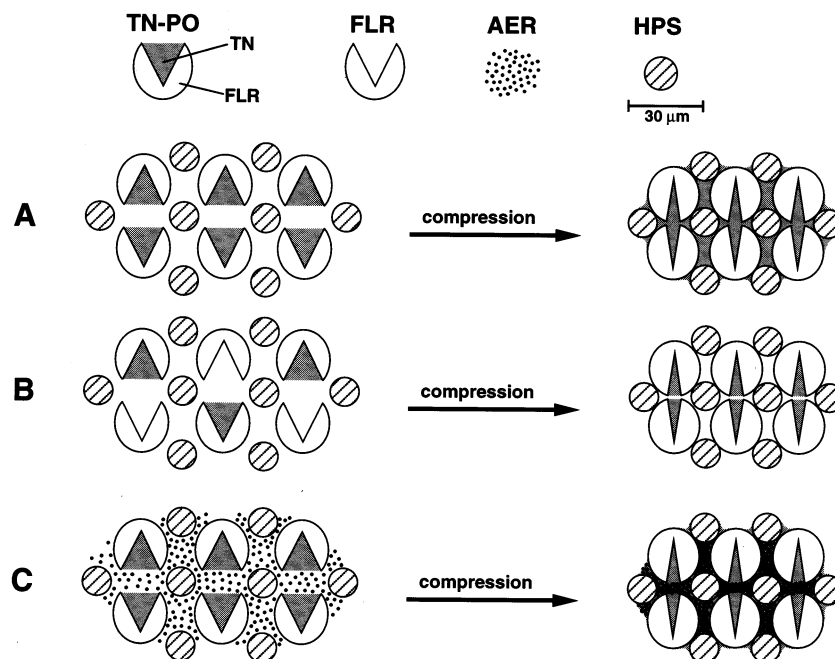 TN-PO FLR AER HPS
TN
FLR
30 μm
A compression
B compression
C compression